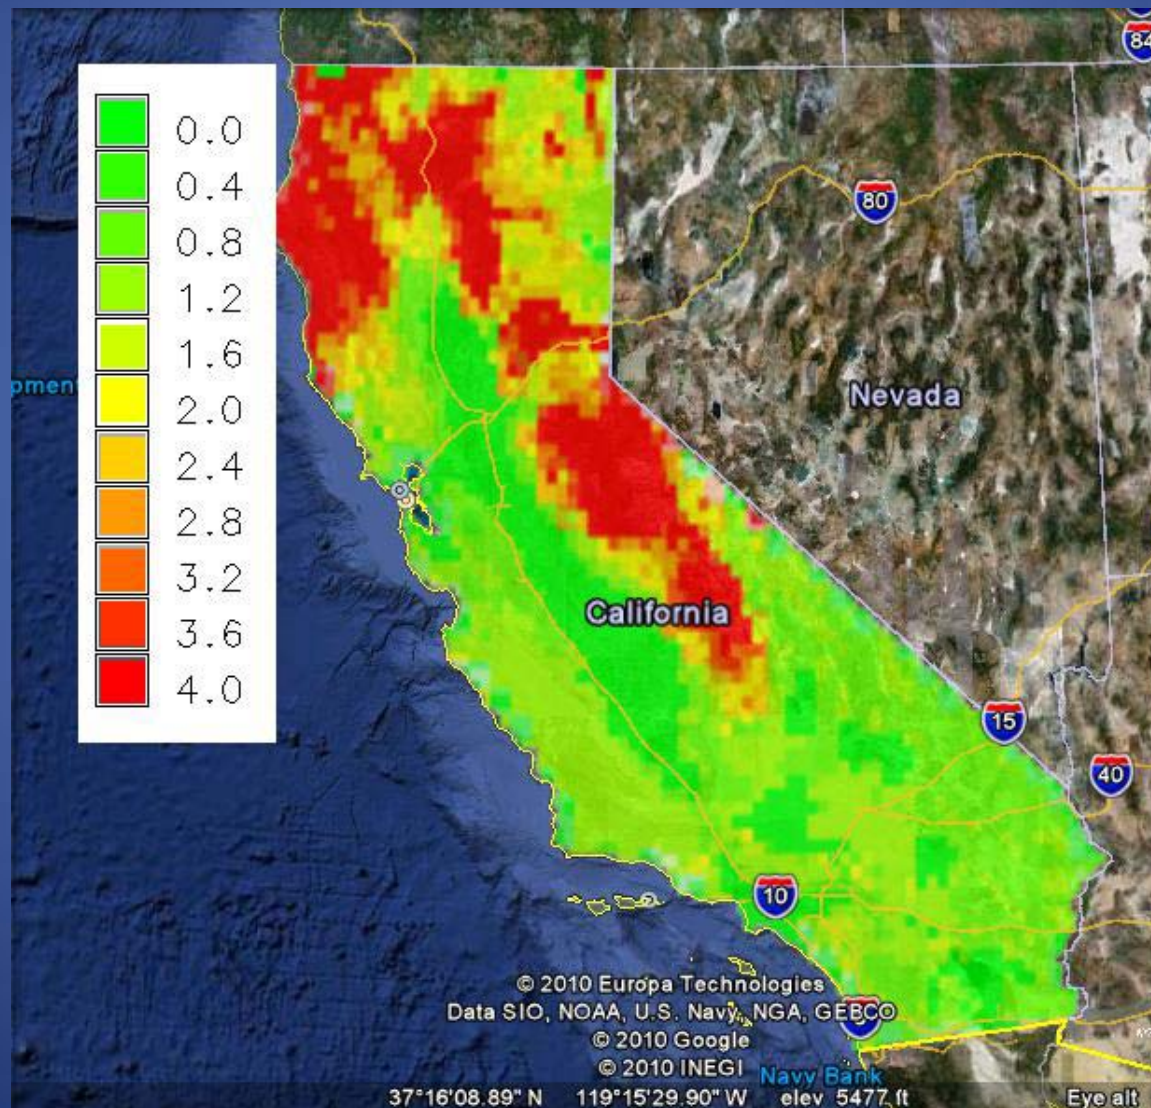 84
0.0
0.4
0.8
1.2
1.6
2.0
2.4
2.8
3.2
3.6
4.0
80
pment
Nevada
California
15
40
10
© 2010 Europa Technologies
Data SIO, NOAA, U.S. Navy, NGA, GEBCO
© 2010 Google
© 2010 INEGI
Navy Bank
37°16'08.89" N 119°15'29.90" W elev 5477 ft Eye alt